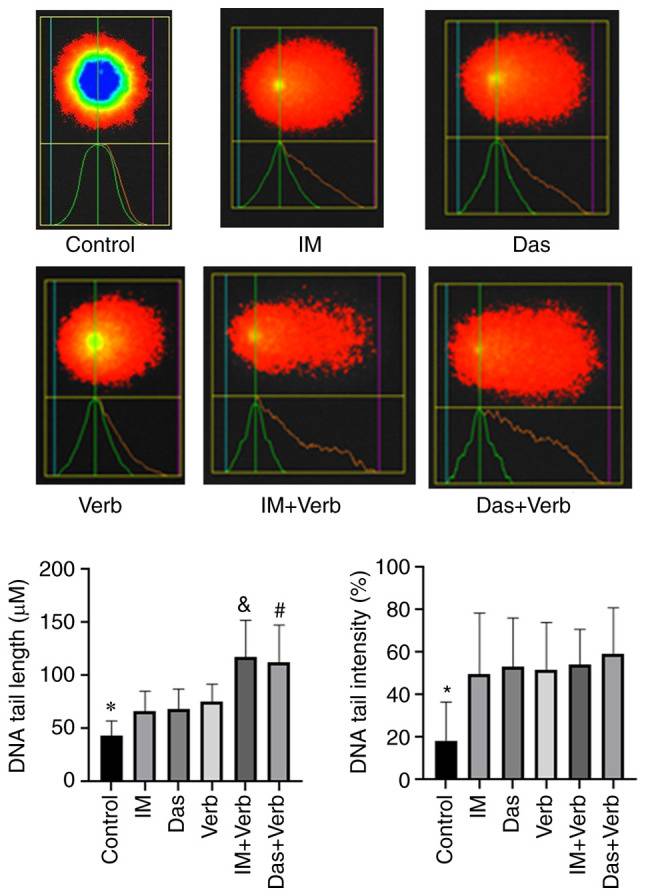 Control
IM
Das
Verb
IM+Verb
Das+Verb
DNA tail length (µM)
200
150
100
50
0
*
&
#
Control
IM
Das
Verb
IM+Verb
Das+Verb
DNA tail intensity (%)
100
80
60
40
20
0
*
Control
IM
Das
Verb
IM+Verb
Das+Verb